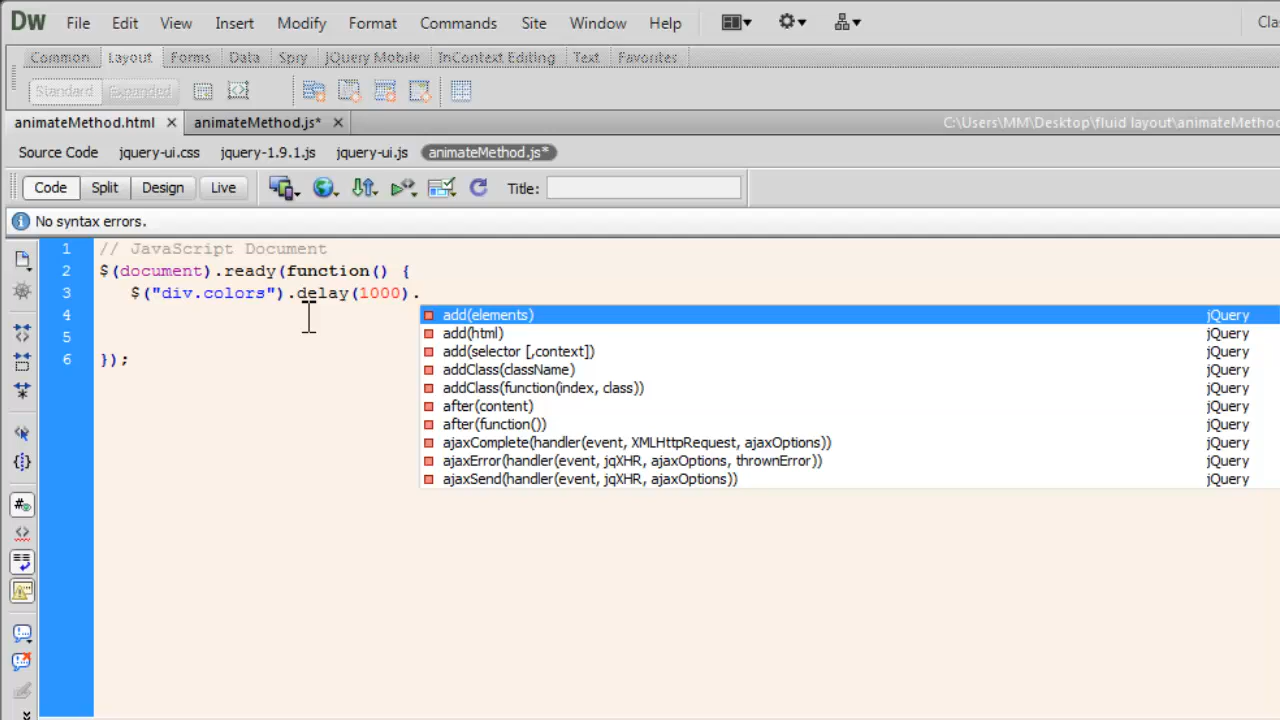 Dw File Edit View Insert Modify Format Commands Site Window Help Cla
Common Layout Forms Data Spry jQuery Mobile InContext Editing Text Favorites
Standard Expanded
animateMethod.html × animateMethod.js* × C:\Users\MM\Desktop\fluid layout\animateMethod
Source Code jquery-ui.css jquery-1.9.1.js jquery-ui.js animateMethod.js*
Code Split Design Live Title:
No syntax errors.
1 // JavaScript Document
2 $(document).ready(function() {
3 $("div.colors").delay(1000).
4 add(elements) jQuery
add(html) jQuery
5
add(selector [,context]) jQuery
6 });
addClass(className) jQuery
addClass(function(index, class)) jQuery
after(content) jQuery
after(function()) jQuery
ajaxComplete(handler(event, XMLHttpRequest, ajaxOptions)) jQuery
ajaxError(handler(event, jqXHR, ajaxOptions, thrownError)) jQuery
ajaxSend(handler(event, jqXHR, ajaxOptions)) jQuery